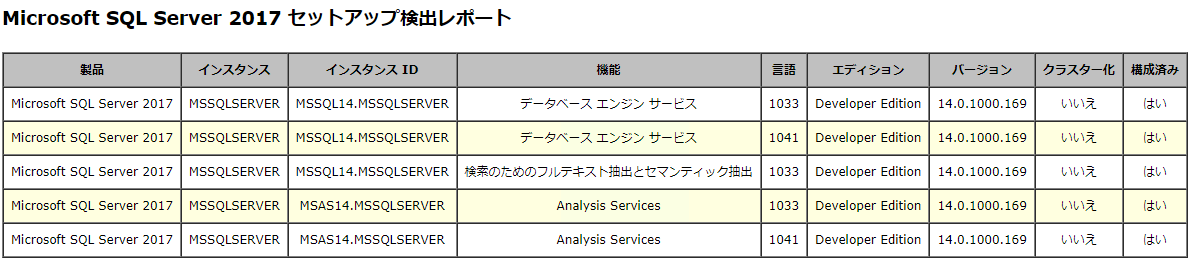 Microsoft SQL Server 2017 セットアップ検出レポート
製品 インスタンス インスタンス ID 機能 言語 エディション バージョン クラスター化 構成済み
Microsoft SQL Server 2017 MSSQLSERVER MSSQL14.MSSQLSERVER データベース エンジン サービス 1033 Developer Edition 14.0.1000.169 いいえ はい
Microsoft SQL Server 2017 MSSQLSERVER MSSQL14.MSSQLSERVER データベース エンジン サービス 1041 Developer Edition 14.0.1000.169 いいえ はい
Microsoft SQL Server 2017 MSSQLSERVER MSSQL14.MSSQLSERVER 検索のためのフルテキスト抽出とセマンティック抽出 1033 Developer Edition 14.0.1000.169 いいえ はい
Microsoft SQL Server 2017 MSSQLSERVER MSAS14.MSSQLSERVER Analysis Services 1033 Developer Edition 14.0.1000.169 いいえ はい
Microsoft SQL Server 2017 MSSQLSERVER MSAS14.MSSQLSERVER Analysis Services 1041 Developer Edition 14.0.1000.169 いいえ はい